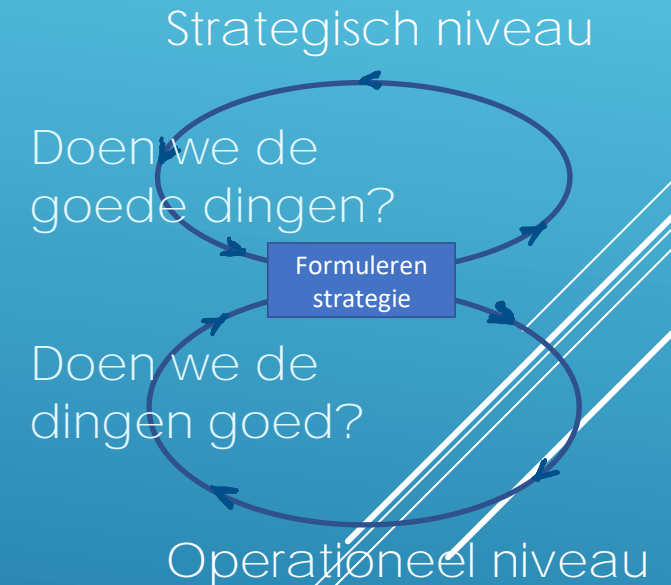 Strategisch niveau
Doen we de
goede dingen?
Formuleren
strategie
Doen we de
dingen goed?
Operationeel niveau